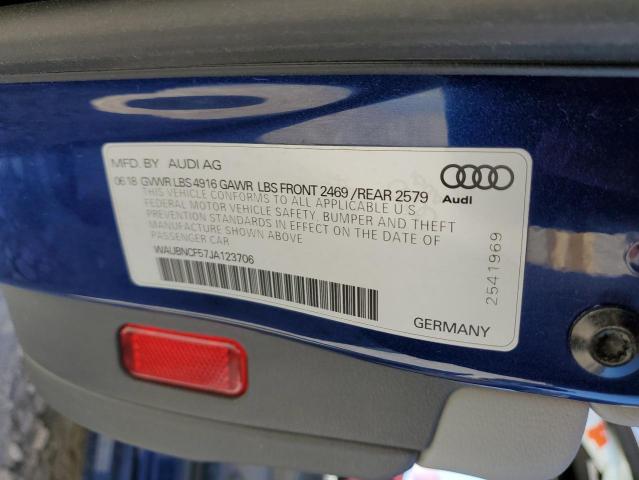 MFD. BY AUDI AG
06 18 GVWR LBS 4916 GAWR LBS FRONT 2469 /REAR 2579
THIS VEHICLE CONFORMS TO ALL APPLICABLE U S
FEDERAL MOTOR VEHICLE SAFETY, BUMPER AND THEFT
PREVENTION STANDARDS IN EFFECT ON THE DATE OF
MANUFACTURE SHOWN ABOVE
PASSENGER CAR
WAUBNCF57JA123706
Audi
2541969
GERMANY